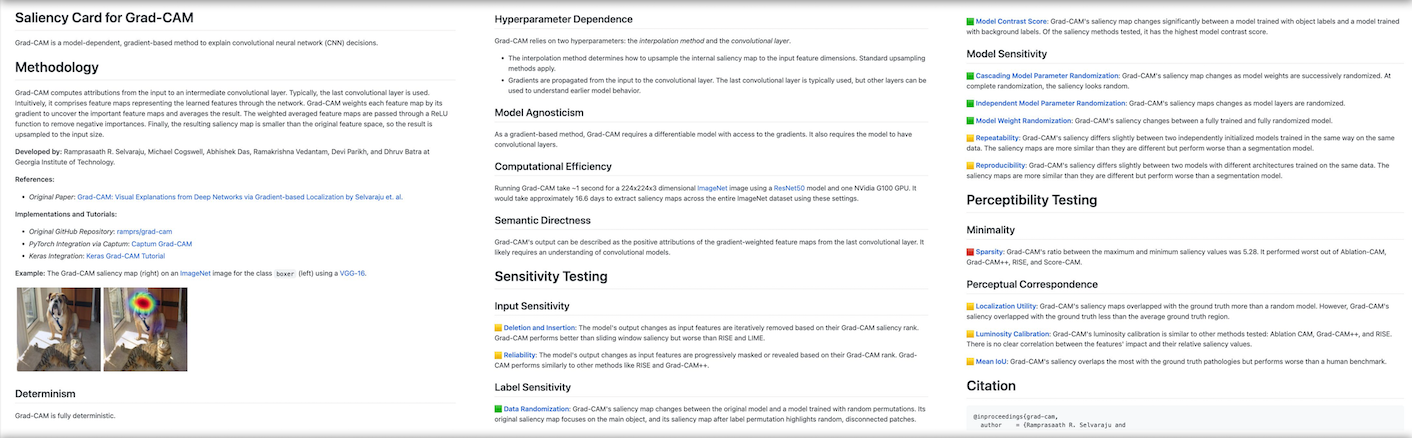 Saliency Card for Grad-CAM
Grad-CAM is a model-dependent, gradient-based method to explain convolutional neural network (CNN) decisions.
Methodology
Grad-CAM computes attributions from the input to an intermediate convolutional layer. Typically, the last convolutional layer is used.
Intuitively, it comprises feature maps representing the learned features through the network. Grad-CAM weights each feature map by its
gradient to uncover the important feature maps and averages the result. The weighted averaged feature maps are passed through a ReLU
function to remove negative importances. Finally, the resulting saliency map is smaller than the original feature space, so the result is
upsampled to the input size.
Developed by: Ramprasaath R. Selvaraju, Michael Cogswell, Abhishek Das, Ramakrishna Vedantam, Devi Parikh, and Dhruv Batra at
Georgia Institute of Technology.
References:
• Original Paper: Grad-CAM: Visual Explanations from Deep Networks via Gradient-based Localization by Selvaraju et. al.
Implementations and Tutorials:
• Original GitHub Repository: ramprs/grad-cam
• PyTorch Integration via Captum: Captum Grad-CAM
• Keras Integration: Keras Grad-CAM Tutorial
Example: The Grad-CAM saliency map (right) on an ImageNet image for the class boxer (left) using a VGG-16.
Determinism
Grad-CAM is fully deterministic.
Hyperparameter Dependence
Grad-CAM relies on two hyperparameters: the interpolation method and the convolutional layer.
• The interpolation method determines how to upsample the internal saliency map to the input feature dimensions. Standard upsampling
methods apply.
• Gradients are propagated from the input to the convolutional layer. The last convolutional layer is typically used, but other layers can be
used to understand earlier model behavior.
Model Agnosticism
As a gradient-based method, Grad-CAM requires a differentiable model with access to the gradients. It also requires the model to have
convolutional layers.
Computational Efficiency
Running Grad-CAM take ~1 second for a 224x224x3 dimensional ImageNet image using a ResNet50 model and one NVidia G100 GPU. It
would take approximately 16.6 days to extract saliency maps across the entire ImageNet dataset using these settings.
Semantic Directness
Grad-CAM's output can be described as the positive attributions of the gradient-weighted feature maps from the last convolutional layer. It
likely requires an understanding of convolutional models.
Sensitivity Testing
Input Sensitivity
Deletion and Insertion: The model's output changes as input features are iteratively removed based on their Grad-CAM saliency rank.
Grad-CAM performs better than sliding window saliency but worse than RISE and LIME.
Reliability: The model's output changes as input features are progressively masked or revealed based on their Grad-CAM rank. Grad-
CAM performs similarly to other methods like RISE and Grad-CAM++.
Label Sensitivity
Data Randomization: Grad-CAM's saliency map changes between the original model and a model trained with random permutations. Its
original saliency map focuses on the main object, and its saliency map after label permutation highlights random, disconnected patches.
Model Contrast Score: Grad-CAM's saliency map changes significantly between a model trained with object labels and a model trained
with background labels. Of the saliency methods tested, it has the highest model contrast score.
Model Sensitivity
Cascading Model Parameter Randomization: Grad-CAM's saliency map changes as model weights are successively randomized. At
complete randomization, the saliency looks random.
Independent Model Parameter Randomization: Grad-CAM's saliency maps changes as model layers are randomized.
Model Weight Randomization: Grad-CAM's saliency changes between a fully trained and fully randomized model.
Repeatability: Grad-CAM's saliency differs slightly between two independently initialized models trained in the same way on the same
data. The saliency maps are more similar than they are different but perform worse than a segmentation model.
Reproducibility: Grad-CAM's saliency differs slightly between two models with different architectures trained on the same data. The
saliency maps are more similar than they are different but perform worse than a segmentation model.
Perceptibility Testing
Minimality
Sparsity: Grad-CAM's ratio between the maximum and minimum saliency values was 5.28. It performed worst out of Ablation-CAM,
Grad-CAM++, RISE, and Score-CAM.
Perceptual Correspondence
Localization Utility: Grad-CAM's saliency maps overlapped with the ground truth more than a random model. However, Grad-CAM's
saliency overlapped with the ground truth less than the average ground truth region.
Luminosity Calibration: Grad-CAM's luminosity calibration is similar to other methods tested: Ablation CAM, Grad-CAM++, and RISE.
There is no clear correlation between the features' impact and their relative saliency values.
Mean IoU: Grad-CAM's saliency overlaps the most with the ground truth pathologies but performs worse than a human benchmark.
Citation
@inproceedings{grad-cam,
author = {Ramprasaath R. Selvaraju and